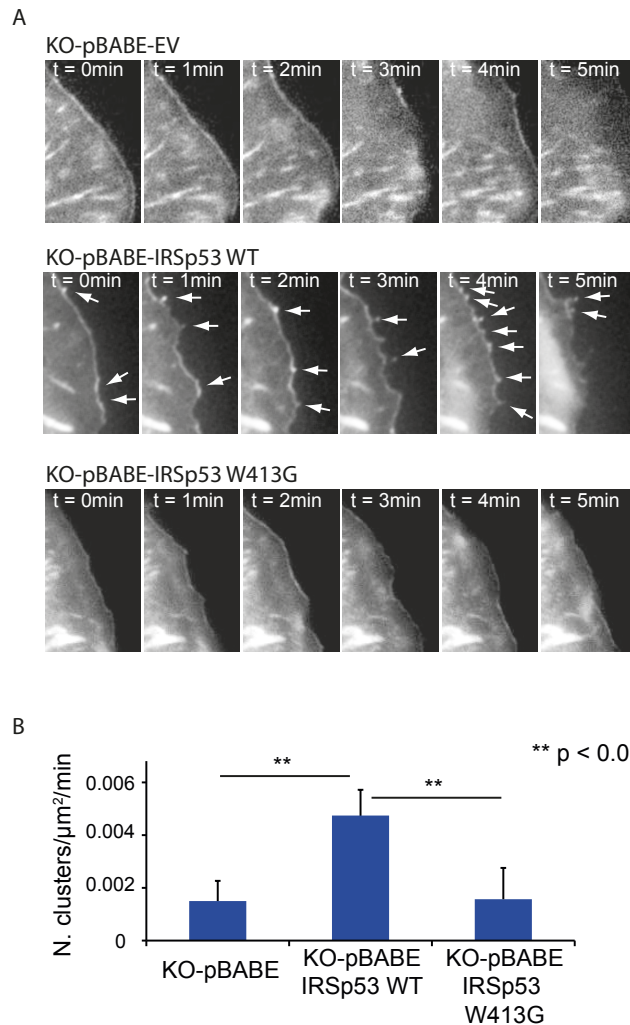 A
KO-pBABE-EV
t = 0min t = 1min t = 2min t = 3min t = 4min t = 5min
KO-pBABE-IRSp53 WT
t = 0min t = 1min t = 2min t = 3min t = 4min t = 5min
KO-pBABE-IRSp53 W413G
t = 0min t = 1min t = 2min t = 3min t = 4min t = 5min
B
** p < 0.0
** **
N. clusters/µm²/min
0.006
0.004
0.002
0
KO-pBABE
KO-pBABE
IRSp53 WT
KO-pBABE
IRSp53
W413G